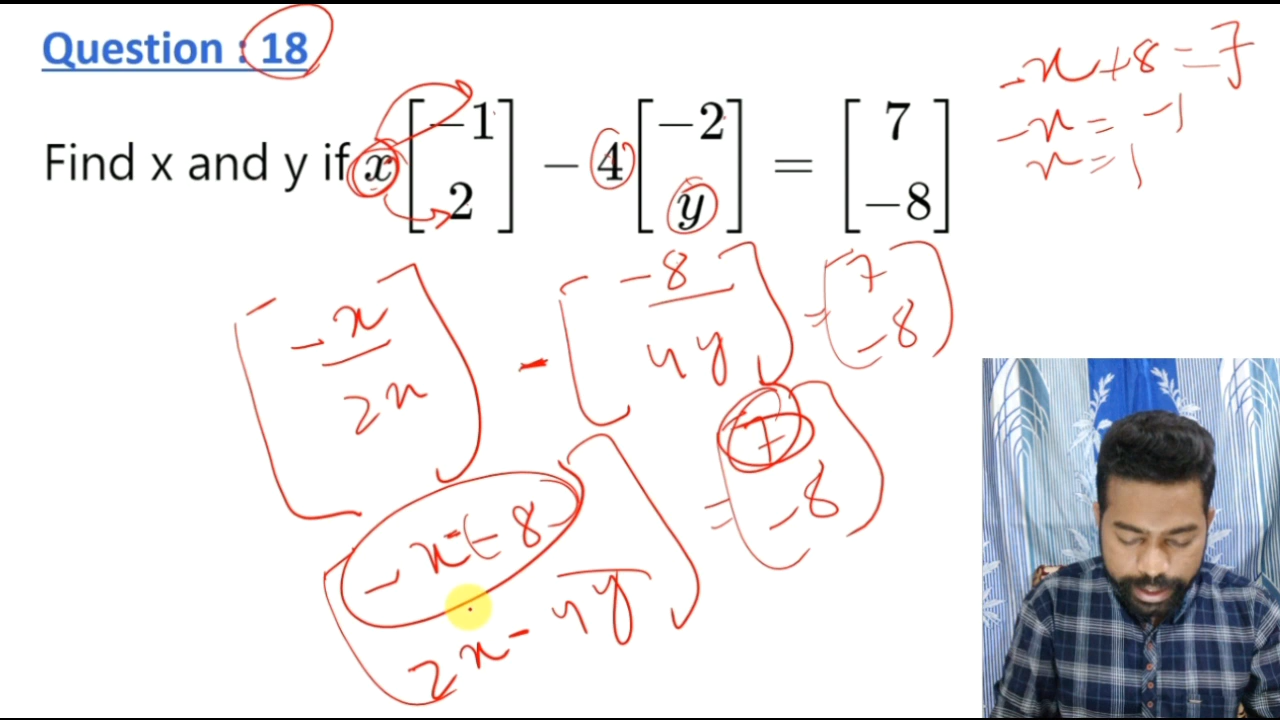 Question : 18
Find x and y if x [−1 2] − 4 [−2 y] = [7 −8]
-x+8=7
-x=-1
x=1
[-x 2x] - [-8 4y] = [7 -8]
[-x-(-8) 2x-4y] = [7 -8]